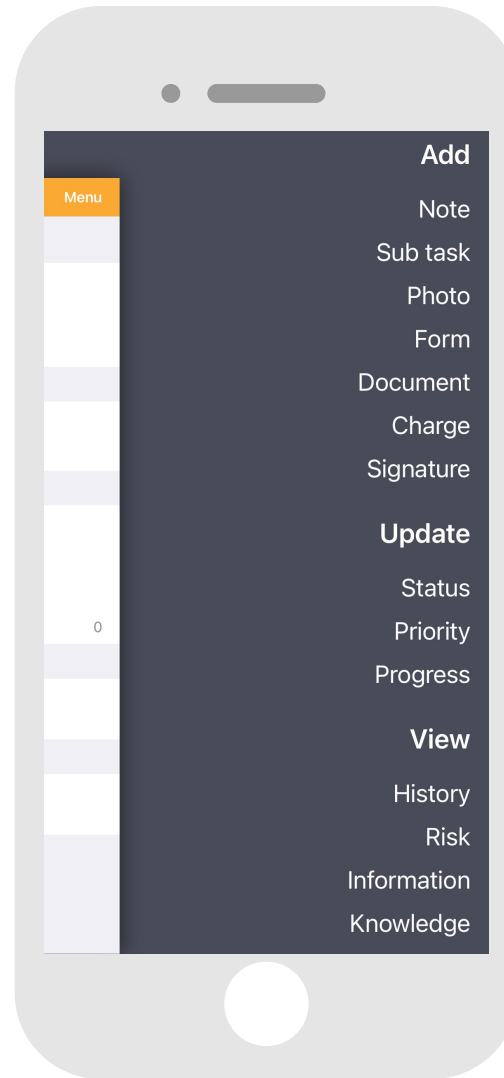 Menu
0
Add
Note
Sub task
Photo
Form
Document
Charge
Signature
Update
Status
Priority
Progress
View
History
Risk
Information
Knowledge